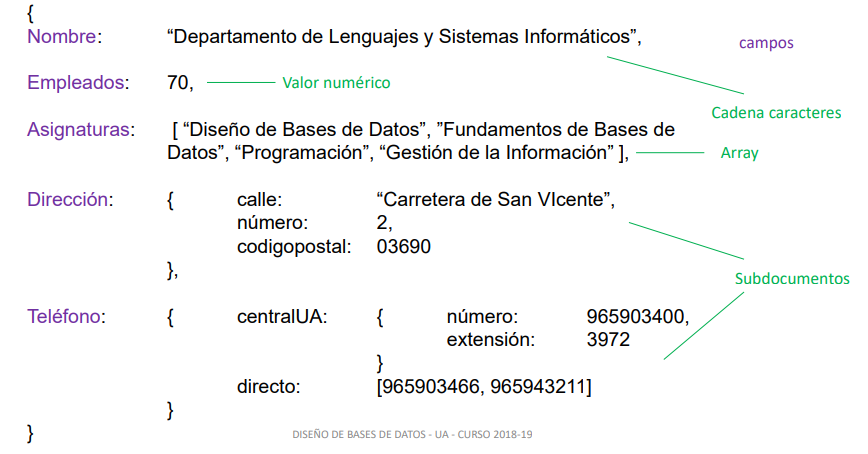 {
Nombre: “Departamento de Lenguajes y Sistemas Informáticos”, campos
Empleados: 70, Valor numérico
Cadena caracteres
Asignaturas: [ “Diseño de Bases de Datos”, ”Fundamentos de Bases de
Datos”, “Programación”, “Gestión de la Información” ], Array
Dirección: { calle: “Carretera de San VIcente”,
número: 2,
codigopostal: 03690
},
Subdocumentos
Teléfono: { centralUA: { número: 965903400,
extensión: 3972
}
directo: [965903466, 965943211]
}
}
DISEÑO DE BASES DE DATOS - UA - CURSO 2018-19